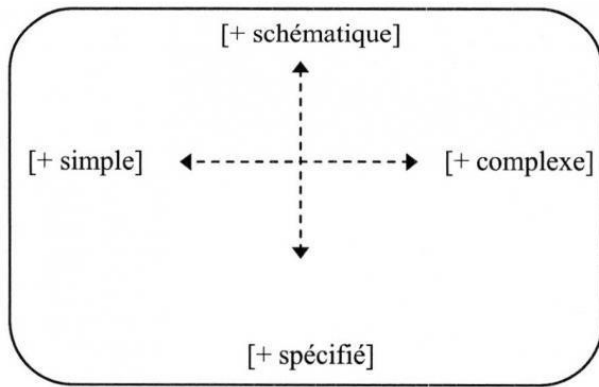 [+ schématique]
[+ simple]
[+ complexe]
[+ spécifié]